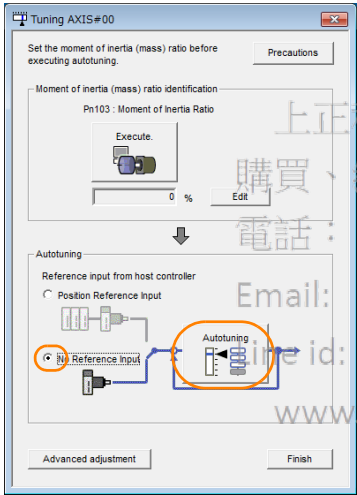 Tuning AXIS#00
Set the moment of inertia (mass) ratio before
executing autotuning.
Precautions
Moment of inertia (mass) ratio identification
Pn103 : Moment of Inertia Ratio
Execute.
0 %
Edit
Autotuning
Reference input from host controller
Position Reference Input
No Reference Input
Autotuning
Advanced adjustment
Finish
上正
購買、
電話：
Email:
ine id:
www.